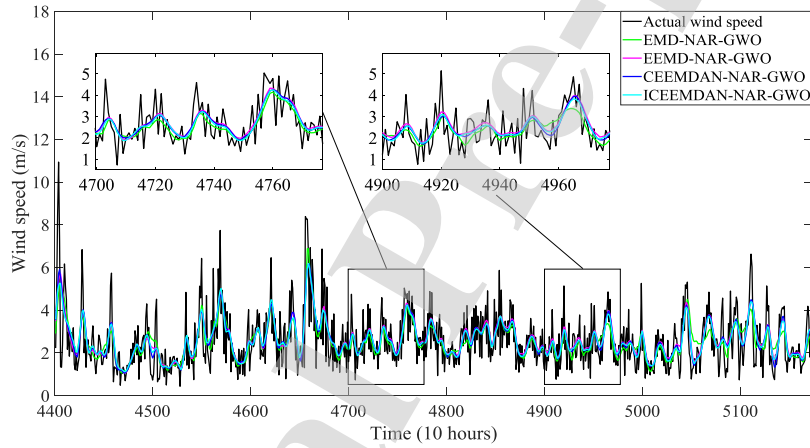 18
16
14
12
10
8
6
4
2
0
Wind speed (m/s)
Actual wind speed
EMD-NAR-GWO
EEMD-NAR-GWO
CEEMDAN-NAR-GWO
ICEEMDAN-NAR-GWO
5
4
3
2
1
4700 4720 4740 4760
5
4
3
2
1
4900 4920 4940 4960
4400 4500 4600 4700 4800 4900 5000 5100
Time (10 hours)